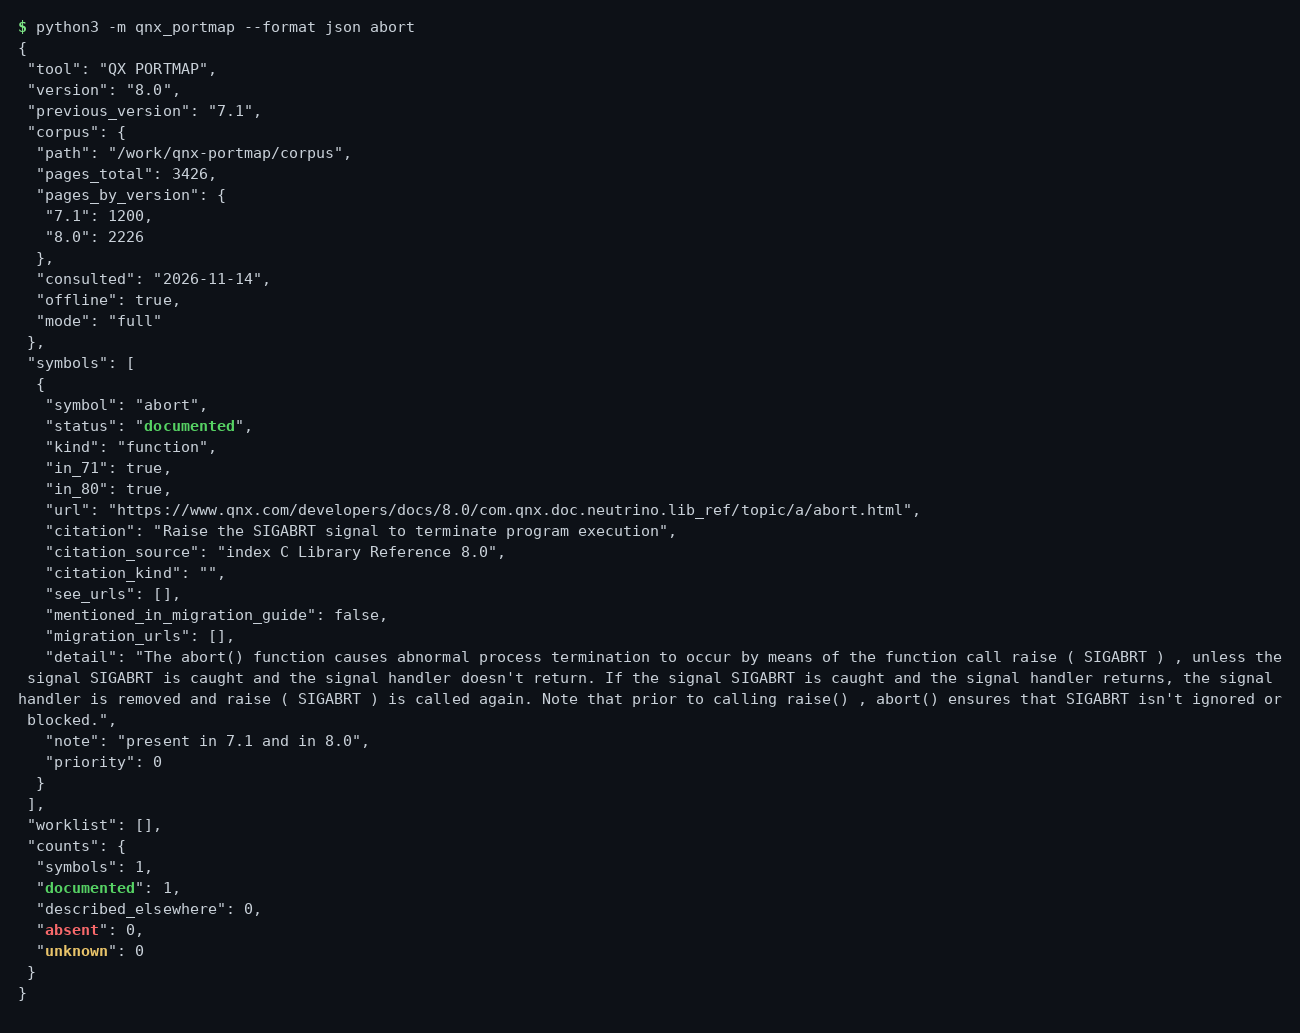 $ python3 -m qnx_portmap --format json abort
{
 "tool": "QX PORTMAP",
 "version": "8.0",
 "previous_version": "7.1",
 "corpus": {
  "path": "/work/qnx-portmap/corpus",
  "pages_total": 3426,
  "pages_by_version": {
   "7.1": 1200,
   "8.0": 2226
  },
  "consulted": "2026-11-14",
  "offline": true,
  "mode": "full"
 },
 "symbols": [
  {
   "symbol": "abort",
   "status": "documented",
   "kind": "function",
   "in_71": true,
   "in_80": true,
   "url": "https://www.qnx.com/developers/docs/8.0/com.qnx.doc.neutrino.lib_ref/topic/a/abort.html",
   "citation": "Raise the SIGABRT signal to terminate program execution",
   "citation_source": "index C Library Reference 8.0",
   "citation_kind": "",
   "see_urls": [],
   "mentioned_in_migration_guide": false,
   "migration_urls": [],
   "detail": "The abort() function causes abnormal process termination to occur by means of the function call raise ( SIGABRT ) , unless the
 signal SIGABRT is caught and the signal handler doesn't return. If the signal SIGABRT is caught and the signal handler returns, the signal
handler is removed and raise ( SIGABRT ) is called again. Note that prior to calling raise() , abort() ensures that SIGABRT isn't ignored or
 blocked.",
   "note": "present in 7.1 and in 8.0",
   "priority": 0
  }
 ],
 "worklist": [],
 "counts": {
  "symbols": 1,
  "documented": 1,
  "described_elsewhere": 0,
  "absent": 0,
  "unknown": 0
 }
}